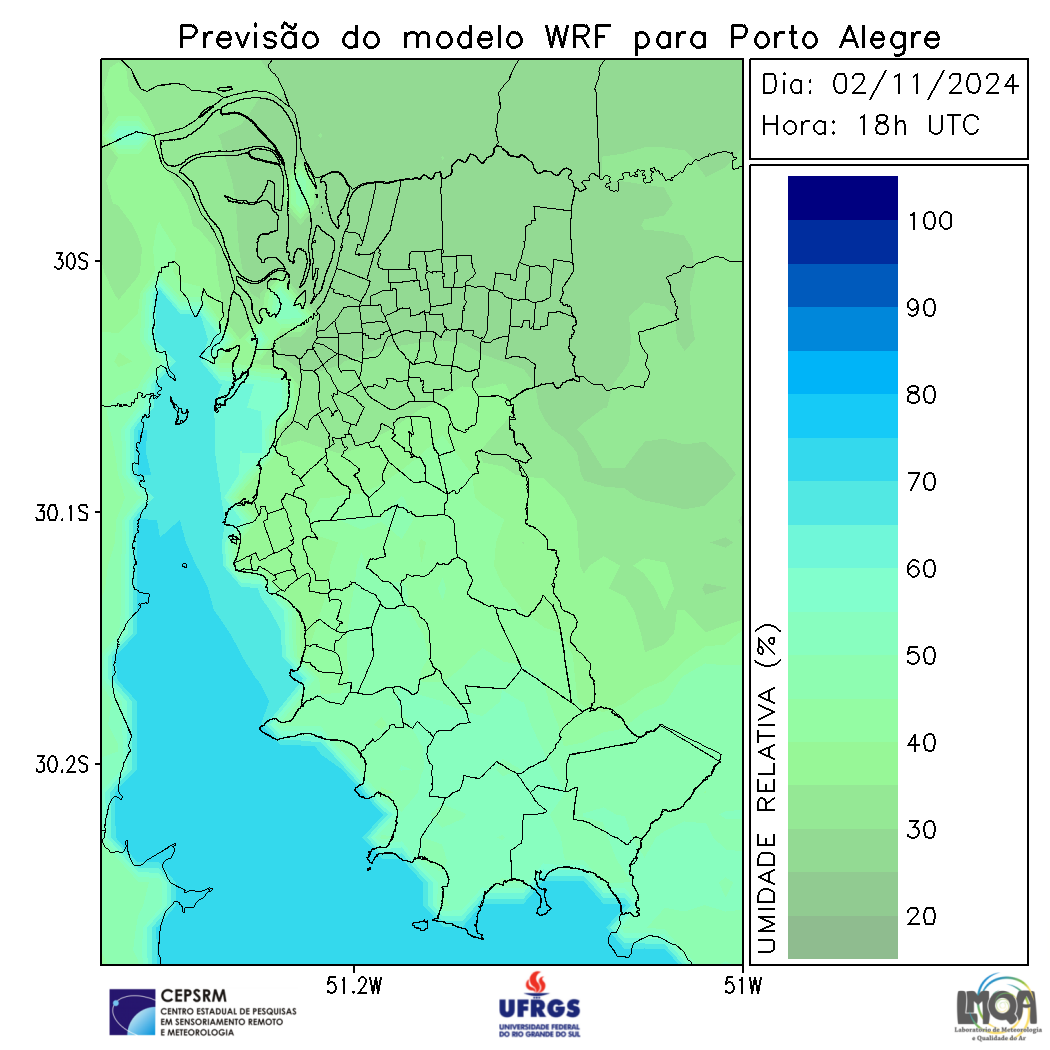 Previsão do modelo WRF para Porto Alegre
Dia: 02/11/2024
Hora: 18h UTC
100
90
80
70
60
50
40
30
20
UMIDADE RELATIVA (%)
30S
30.1S
30.2S
51.2W
51W
CEPSRM
CENTRO ESTADUAL DE PESQUISAS
EM SENSORIAMENTO REMOTO
E METEOROLOGIA
UFRGS
UNIVERSIDADE FEDERAL
DO RIO GRANDE DO SUL
LMQA
Laboratório de Meteorologia
e Qualidade do Ar